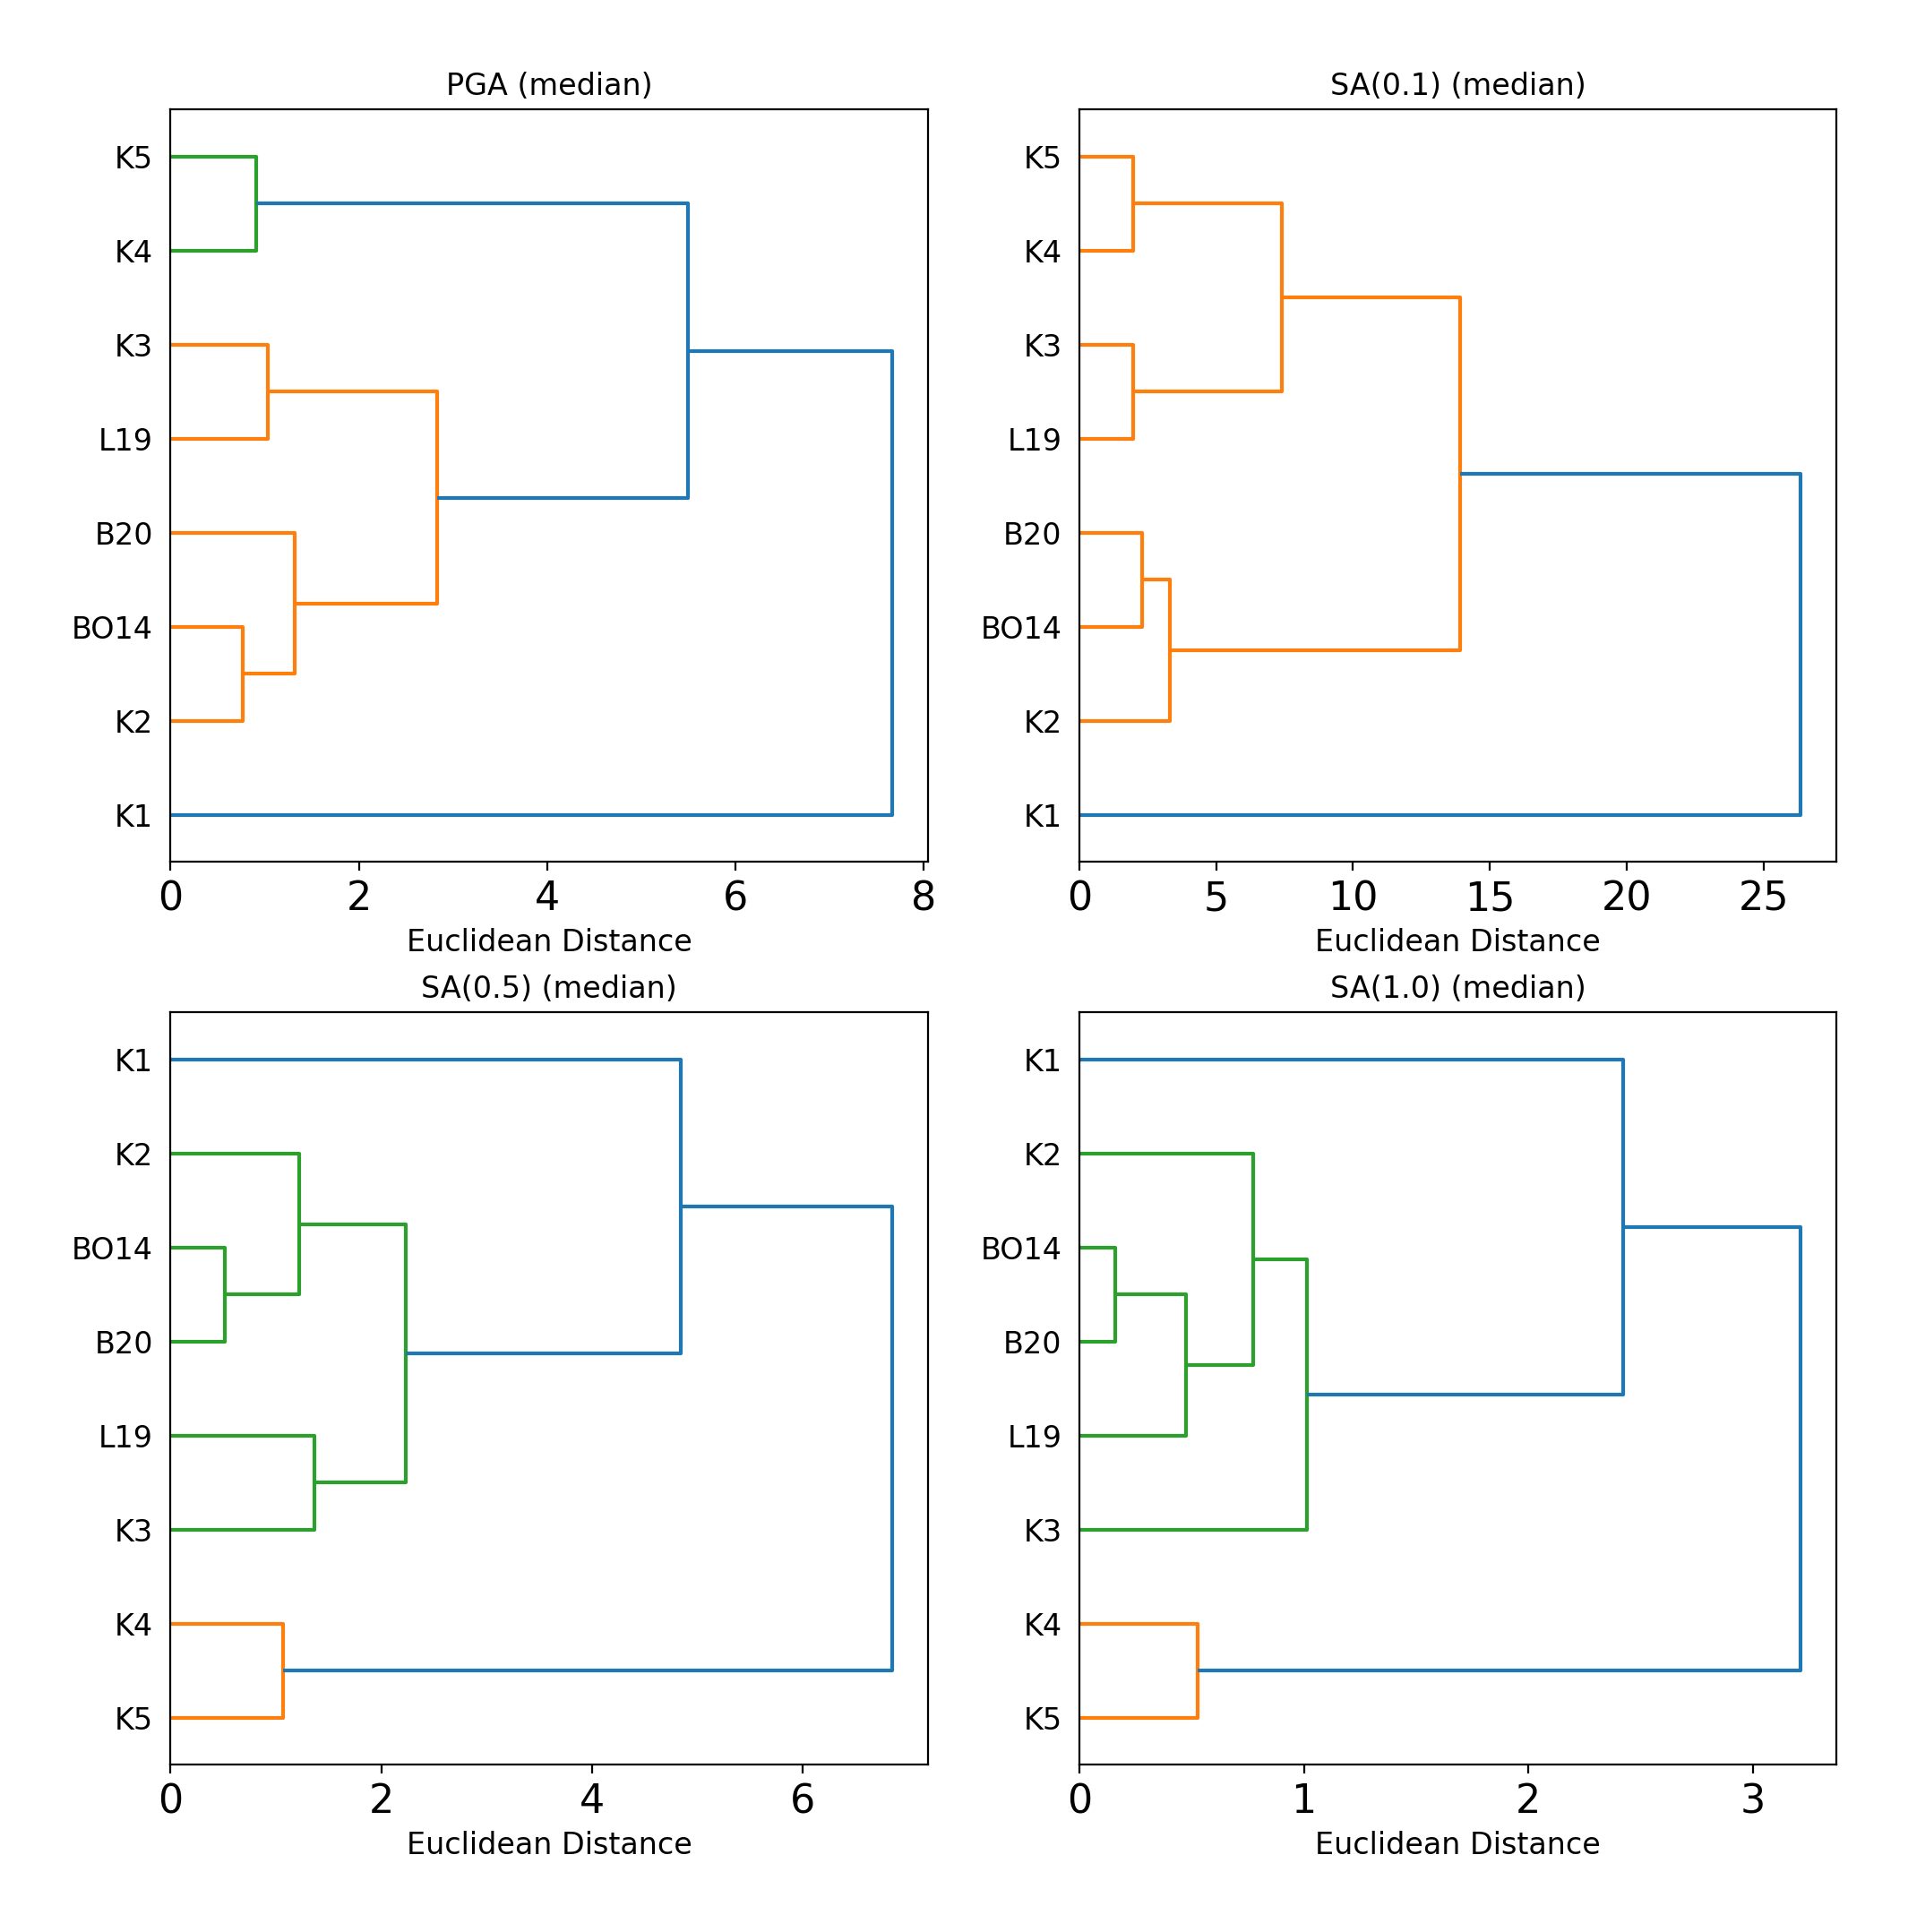 PGA (median)
K5
K4
K3
L19
B20
BO14
K2
K1
0 2 4 6 8
Euclidean Distance
SA(0.1) (median)
K5
K4
K3
L19
B20
BO14
K2
K1
0 5 10 15 20 25
Euclidean Distance
SA(0.5) (median)
K1
K2
BO14
B20
L19
K3
K4
K5
0 2 4 6
Euclidean Distance
SA(1.0) (median)
K1
K2
BO14
B20
L19
K3
K4
K5
0 1 2 3
Euclidean Distance